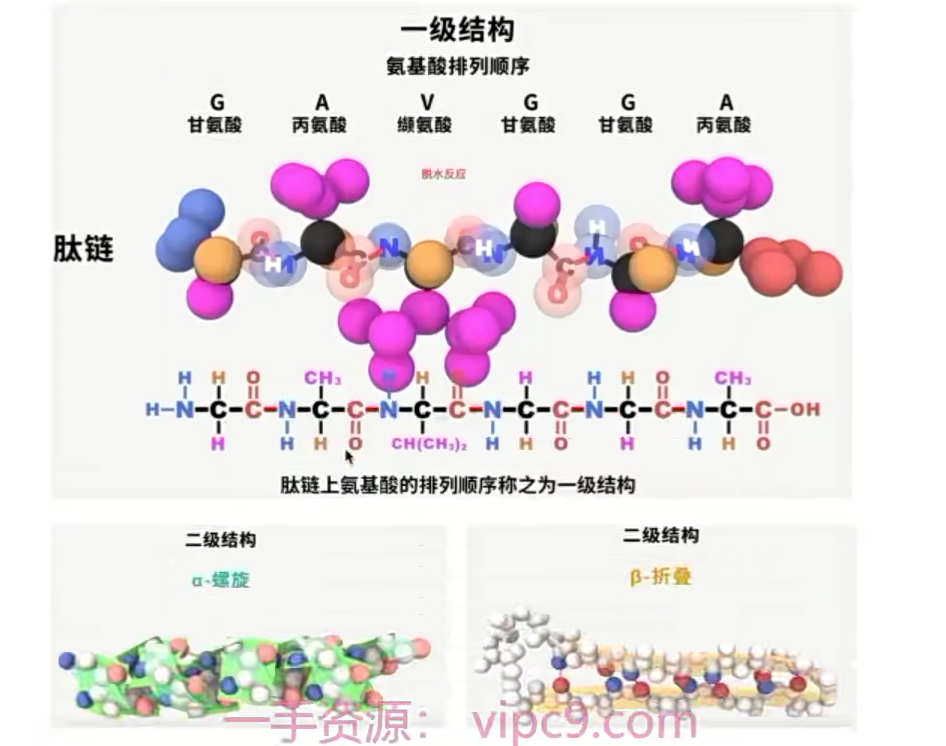 一级结构
氨基酸排列顺序
G A V G G A
甘氨酸 丙氨酸 缬氨酸 甘氨酸 甘氨酸 丙氨酸
脱水反应
肽链
O H N C O N C H N C O H N O H N
H H O CH₃ H H O H H H O CH₃
H–N–C–C–N–C–C–N–C–C–N–C–C–N–C–C–N–C–C–OH
H H H O CH(CH₃)₂ H H O H H H O
肽链上氨基酸的排列顺序称之为一级结构
二级结构 二级结构
α-螺旋 β-折叠
一手资源： vipc9.com